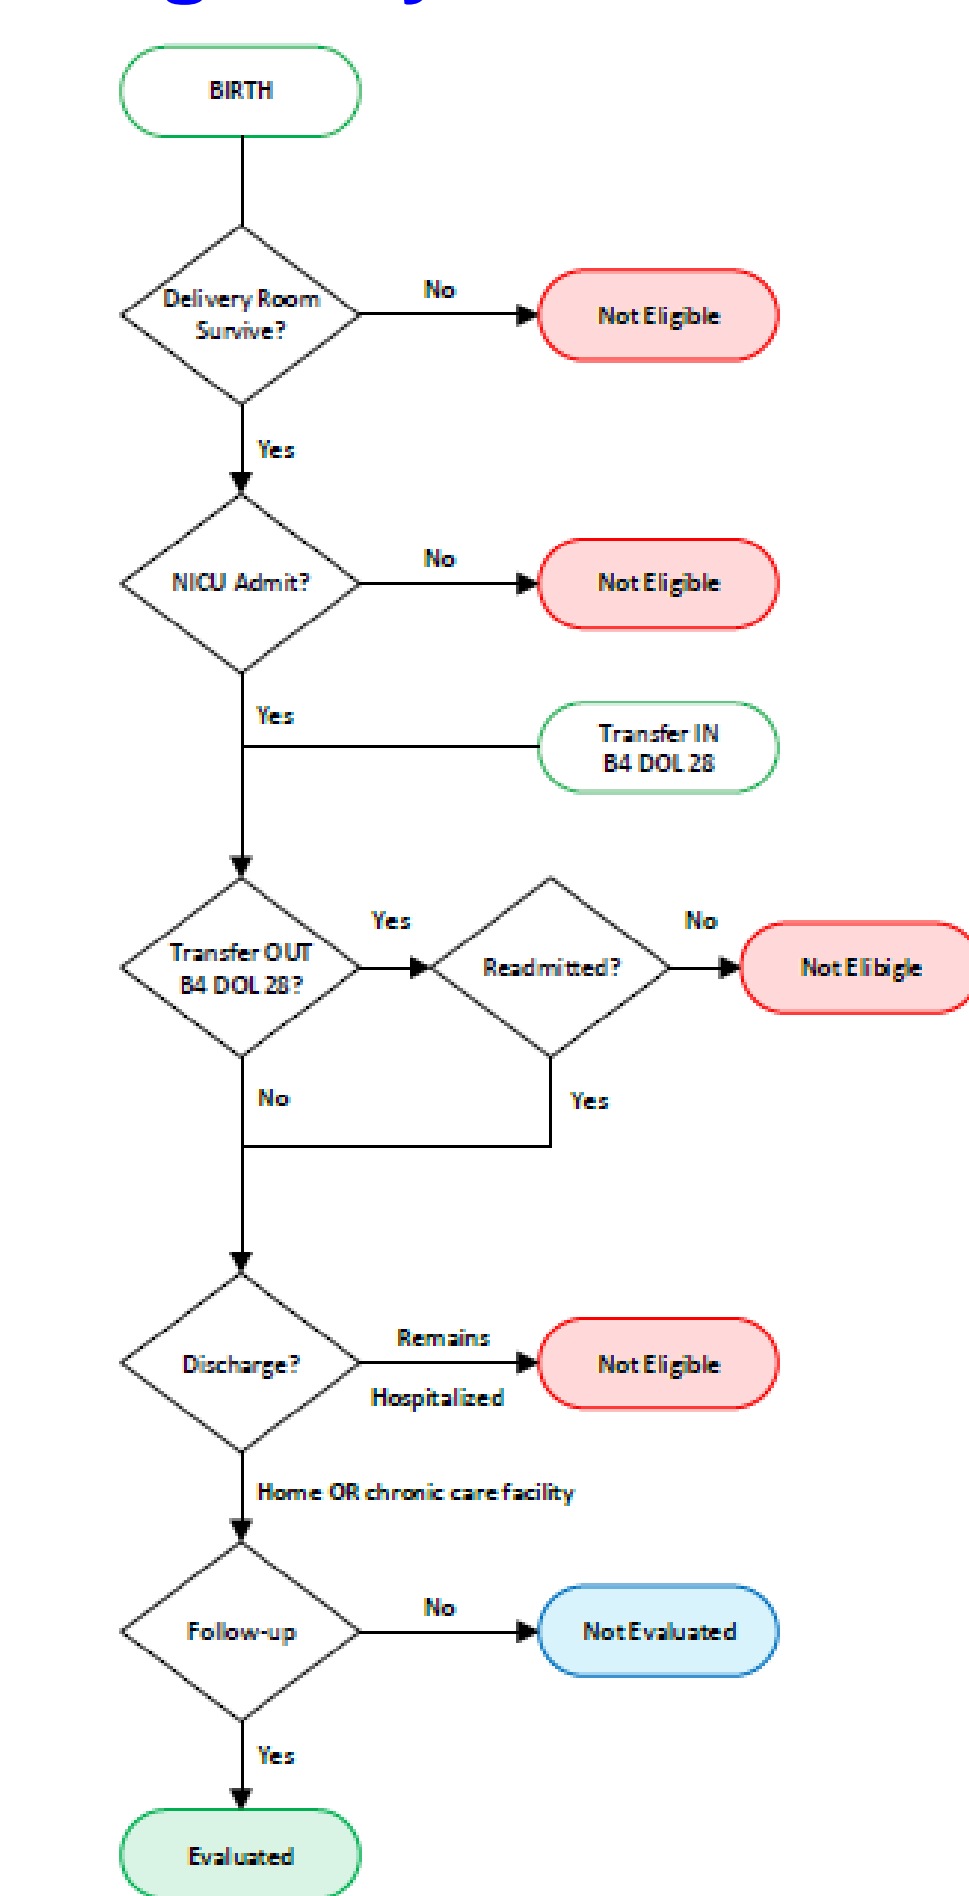 BIRTH
Delivery Room
Survive?
No
Not Eligible
Yes
NICU Admit?
No
Not Eligible
Yes
Transfer IN
B4 DOL 28
Transfer OUT
B4 DOL 28?
Yes
Readmitted?
No
Not Elibigle
No
Yes
Discharge?
Remains
Hospitalized
Not Eligible
Home OR chronic care facility
Follow-up
No
Not Evaluated
Yes
Evaluated